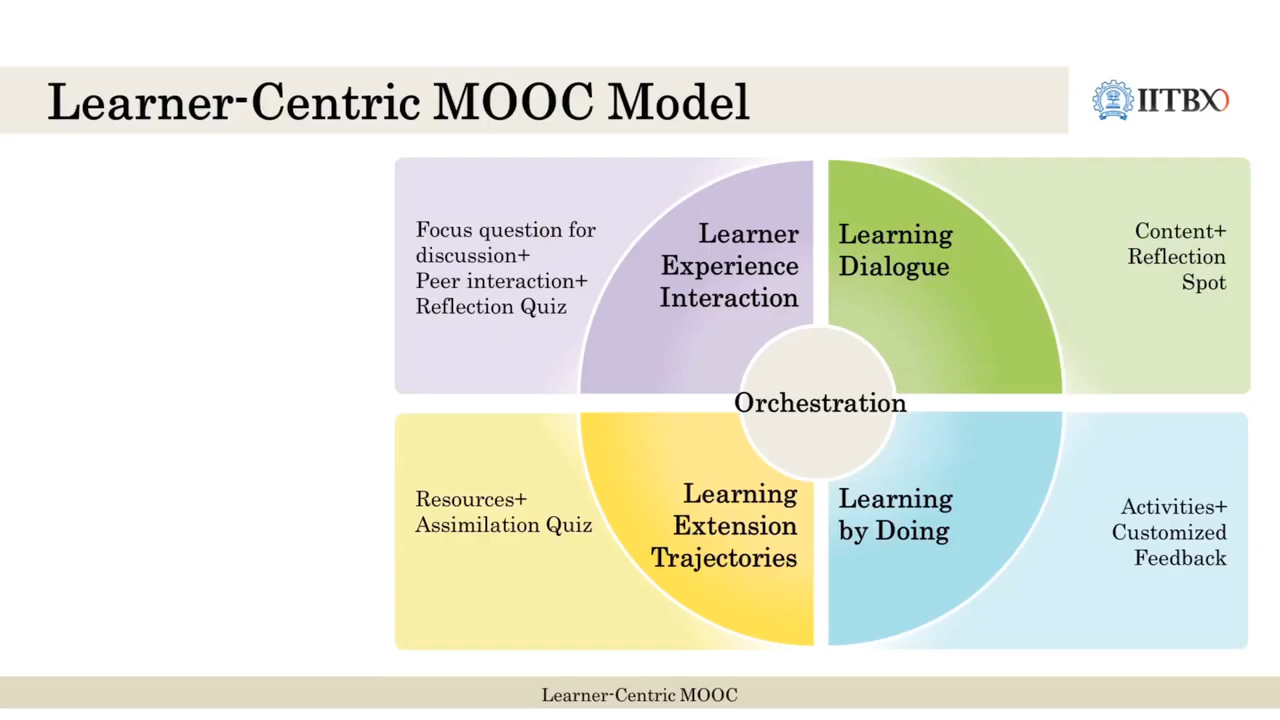 Learner-Centric MOOC Model
IITBX
Focus question for
discussion+
Peer interaction+
Reflection Quiz
Learner
Experience
Interaction
Learning
Dialogue
Content+
Reflection
Spot
Orchestration
Resources+
Assimilation Quiz
Learning
Extension
Trajectories
Learning
by Doing
Activities+
Customized
Feedback
Learner-Centric MOOC